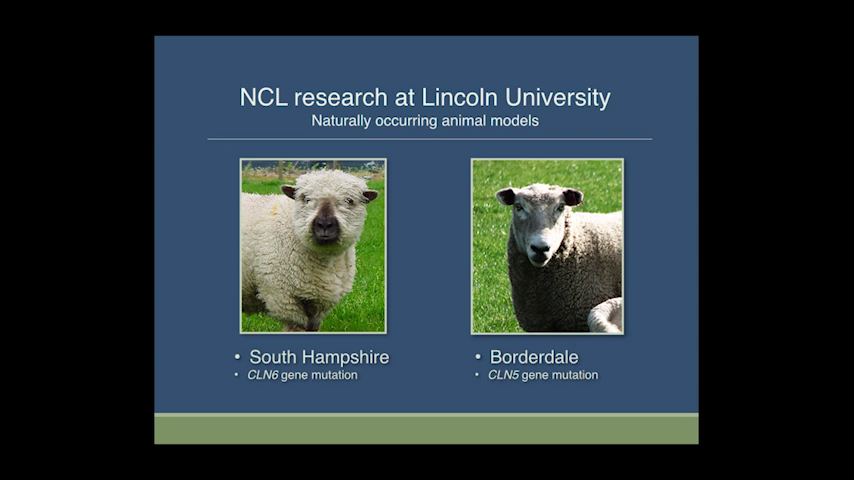 NCL research at Lincoln University
Naturally occurring animal models
• South Hampshire
• CLN6 gene mutation
• Borderdale
• CLN5 gene mutation